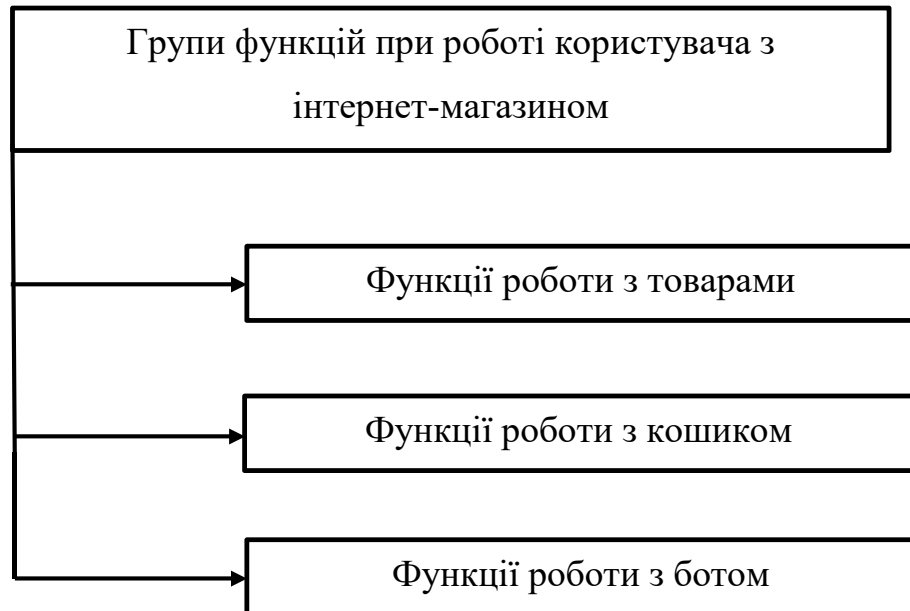 Групи функцій при роботі користувача з
інтернет-магазином
Функції роботи з товарами
Функції роботи з кошиком
Функції роботи з ботом